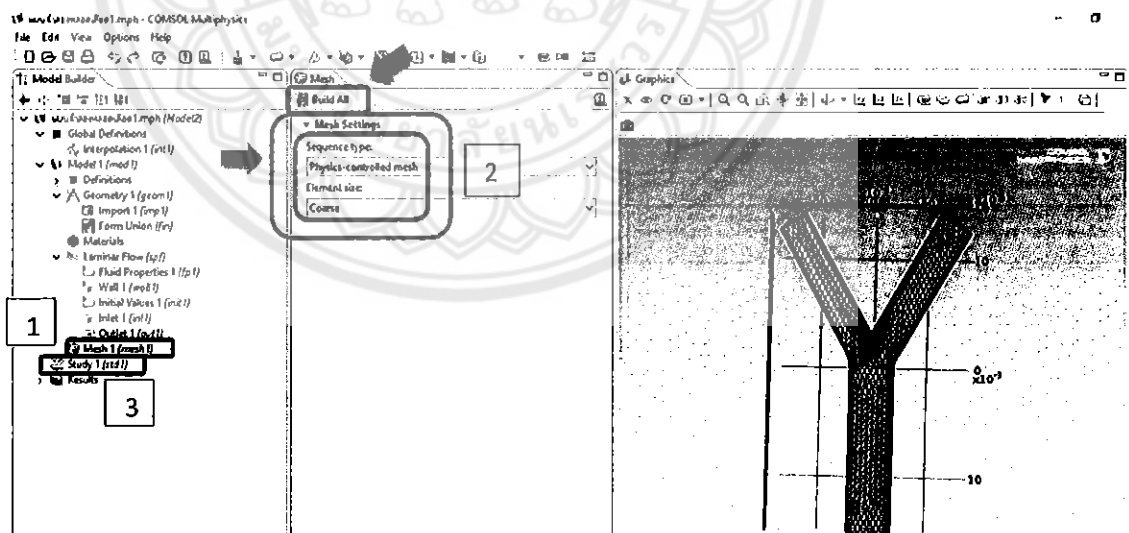 .mph - COMSOL Multiphysics
File Edit View Options Help
Model Builder
.mph (Model2)
Global Definitions
Interpolation 1 (int1)
Model 1 (mod1)
Definitions
Geometry 1 (geom1)
Import 1 (imp1)
Form Union (fin)
Materials
Laminar Flow (spf)
Fluid Properties 1 (fp1)
Wall 1 (wall1)
Initial Values 1 (init1)
Inlet 1 (inl1)
Outlet 1 (out1)
Mesh 1 (mesh1)
Study 1 (std1)
Results
1
3
Mesh
Build All
Mesh Settings
Sequence type:
Physics-controlled mesh
Element size:
Coarse
2
Graphics
-10
0
x10⁻³
10